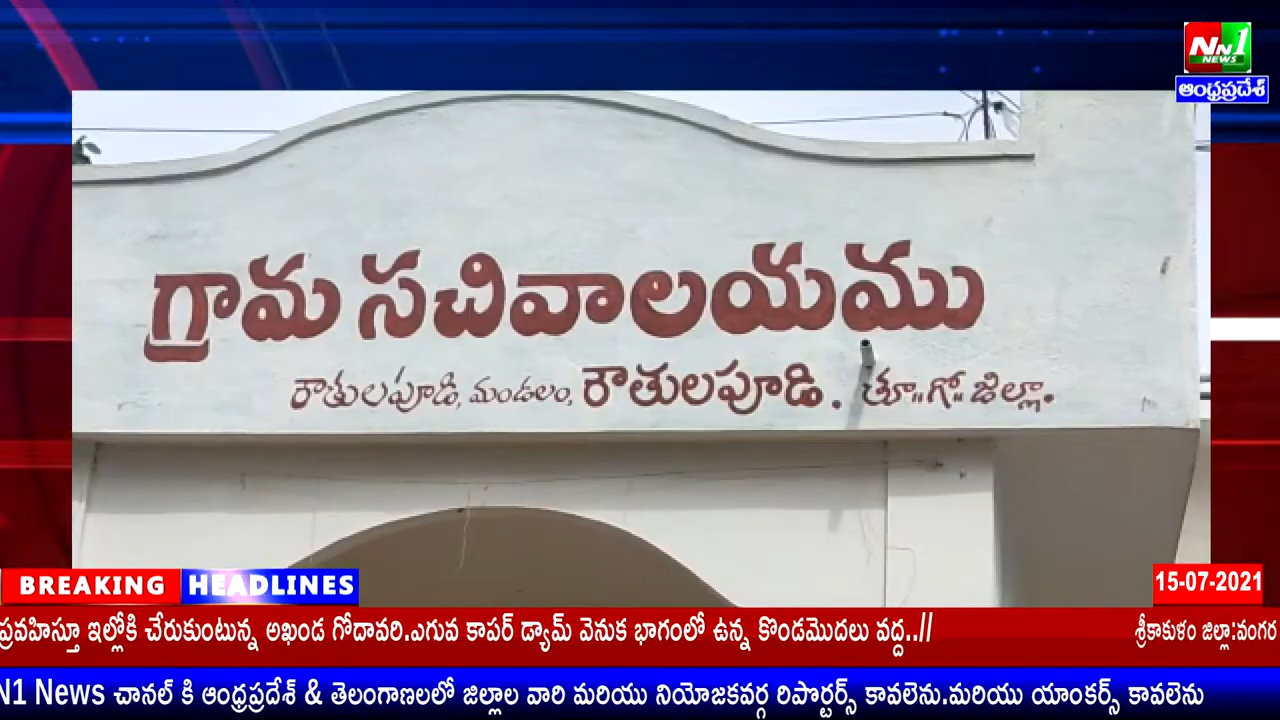 NN1
NEWS
ఆంధ్రప్రదేశ్
గ్రామ సచివాలయము
రౌతులపూడి, మండలం, రౌతులపూడి. తూ"గో" జిల్లా.
BREAKING HEADLINES
15-07-2021
ప్రవహిస్తూ ఇల్లోకి చేరుకుంటున్న అఖండ గోదావరి.ఎగువ కాపర్ డ్యామ్ వెనుక భాగంలో ఉన్న కొండమొదలు వద్ద..// శ్రీకాకుళం జిల్లా:వంగర
N1 News చానల్ కి ఆంధ్రప్రదేశ్ & తెలంగాణలలో జిల్లాల వారి మరియు నియోజకవర్గ రిపొర్టర్స్ కావలెను.మరియు యాంకర్స్ కావలెను